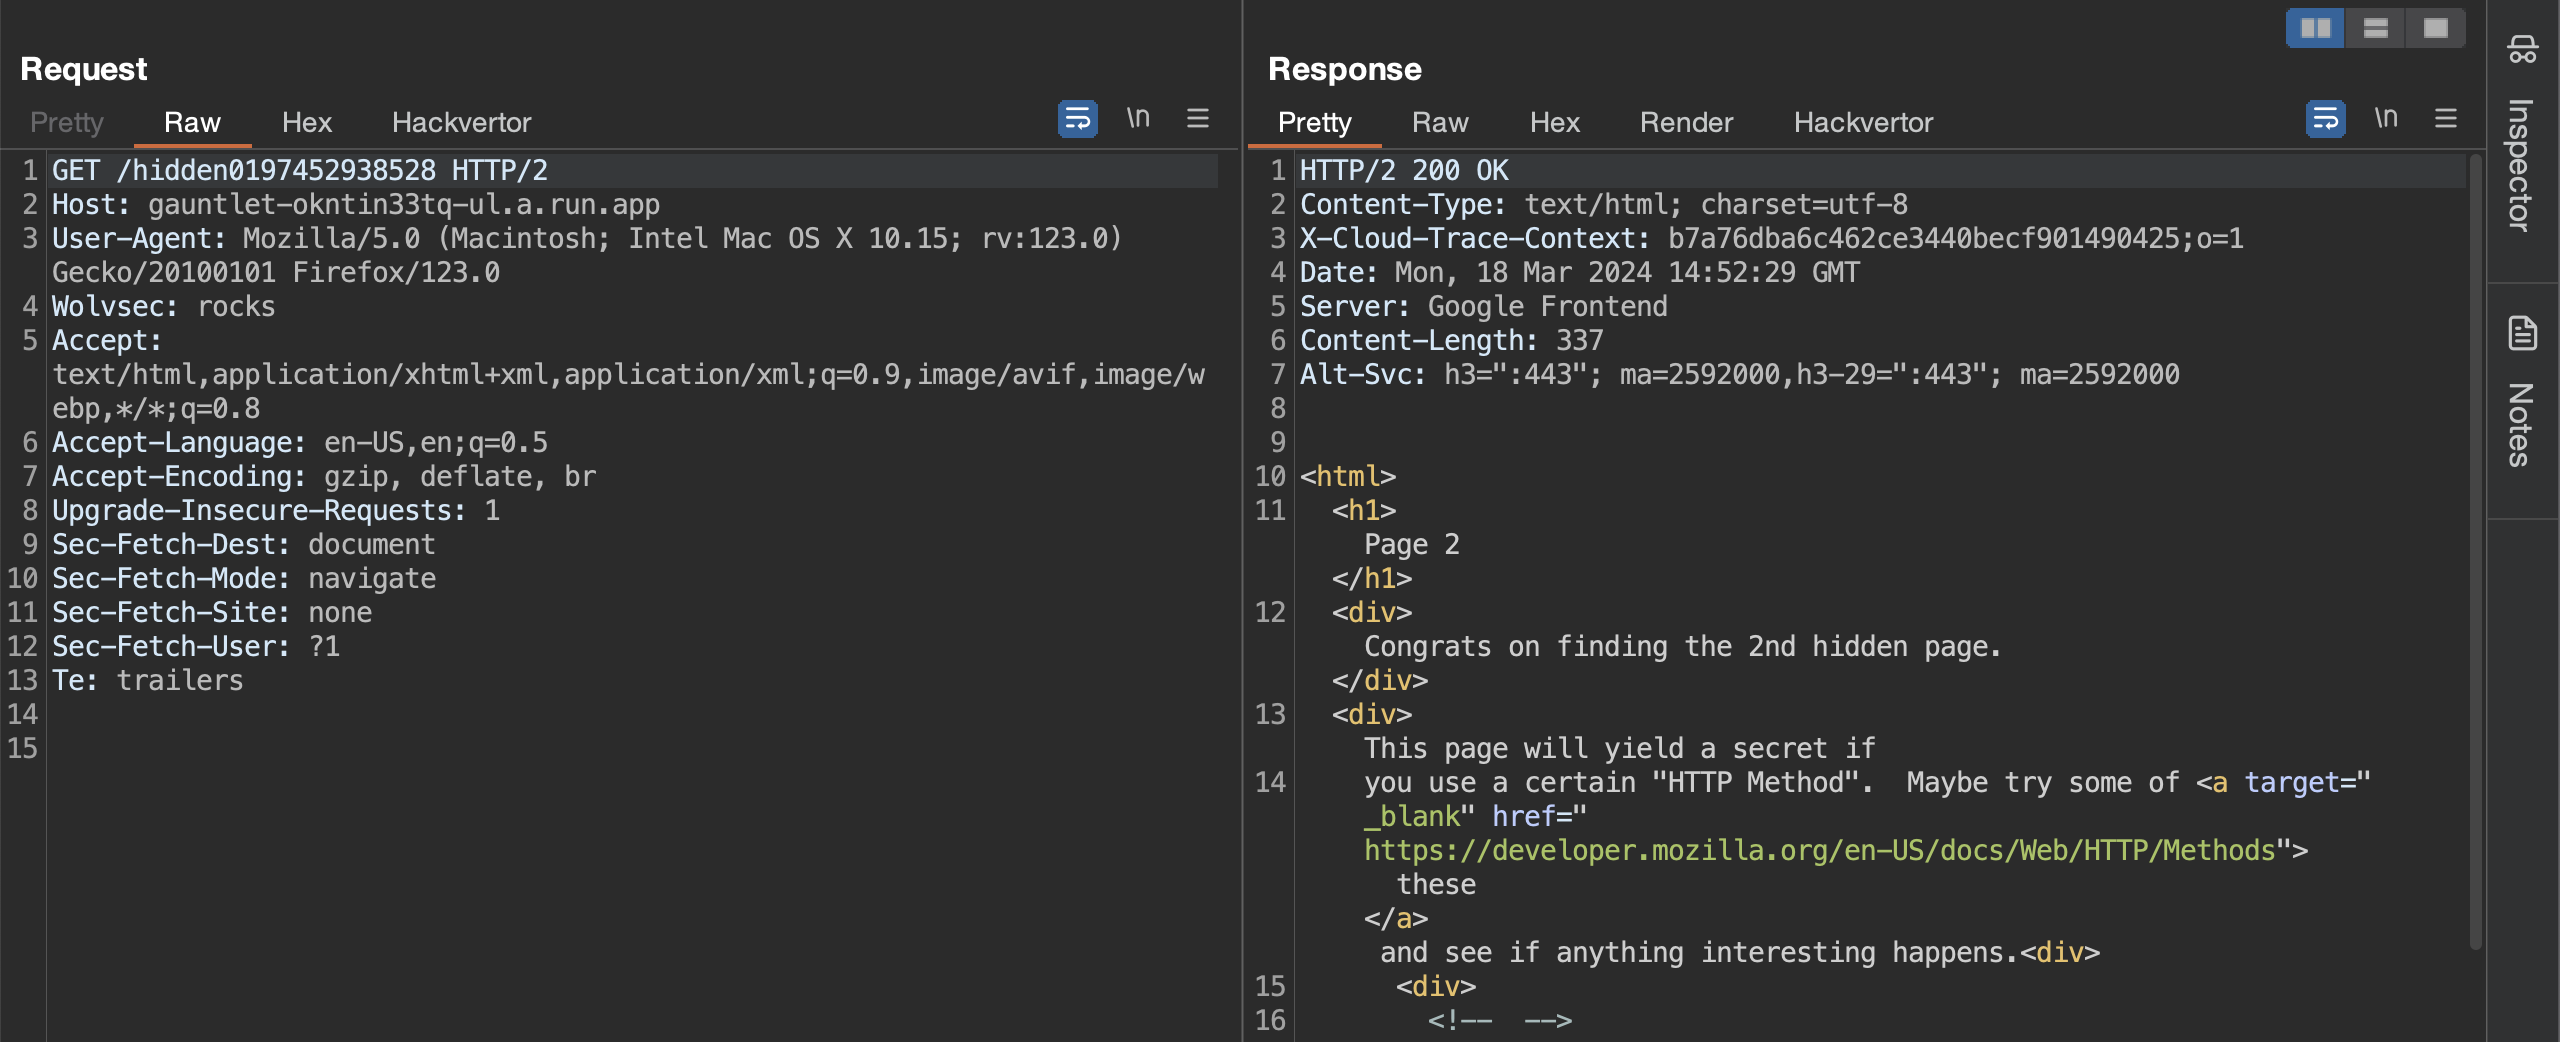 Request
Pretty Raw Hex Hackvertor \n
1 GET /hidden0197452938528 HTTP/2
2 Host: gauntlet-okntin33tq-ul.a.run.app
3 User-Agent: Mozilla/5.0 (Macintosh; Intel Mac OS X 10.15; rv:123.0)
Gecko/20100101 Firefox/123.0
4 Wolvsec: rocks
5 Accept:
text/html,application/xhtml+xml,application/xml;q=0.9,image/avif,image/w
ebp,*/*;q=0.8
6 Accept-Language: en-US,en;q=0.5
7 Accept-Encoding: gzip, deflate, br
8 Upgrade-Insecure-Requests: 1
9 Sec-Fetch-Dest: document
10 Sec-Fetch-Mode: navigate
11 Sec-Fetch-Site: none
12 Sec-Fetch-User: ?1
13 Te: trailers
14
15
Response
Pretty Raw Hex Render Hackvertor \n
1 HTTP/2 200 OK
2 Content-Type: text/html; charset=utf-8
3 X-Cloud-Trace-Context: b7a76dba6c462ce3440becf901490425;o=1
4 Date: Mon, 18 Mar 2024 14:52:29 GMT
5 Server: Google Frontend
6 Content-Length: 337
7 Alt-Svc: h3=":443"; ma=2592000,h3-29=":443"; ma=2592000
8
9
10 <html>
11 <h1>
Page 2
</h1>
12 <div>
Congrats on finding the 2nd hidden page.
</div>
13 <div>
This page will yield a secret if
14 you use a certain "HTTP Method".  Maybe try some of <a target="
_blank" href="
https://developer.mozilla.org/en-US/docs/Web/HTTP/Methods">
these
</a>
and see if anything interesting happens.<div>
15 <div>
16 <!--  -->
Inspector
Notes